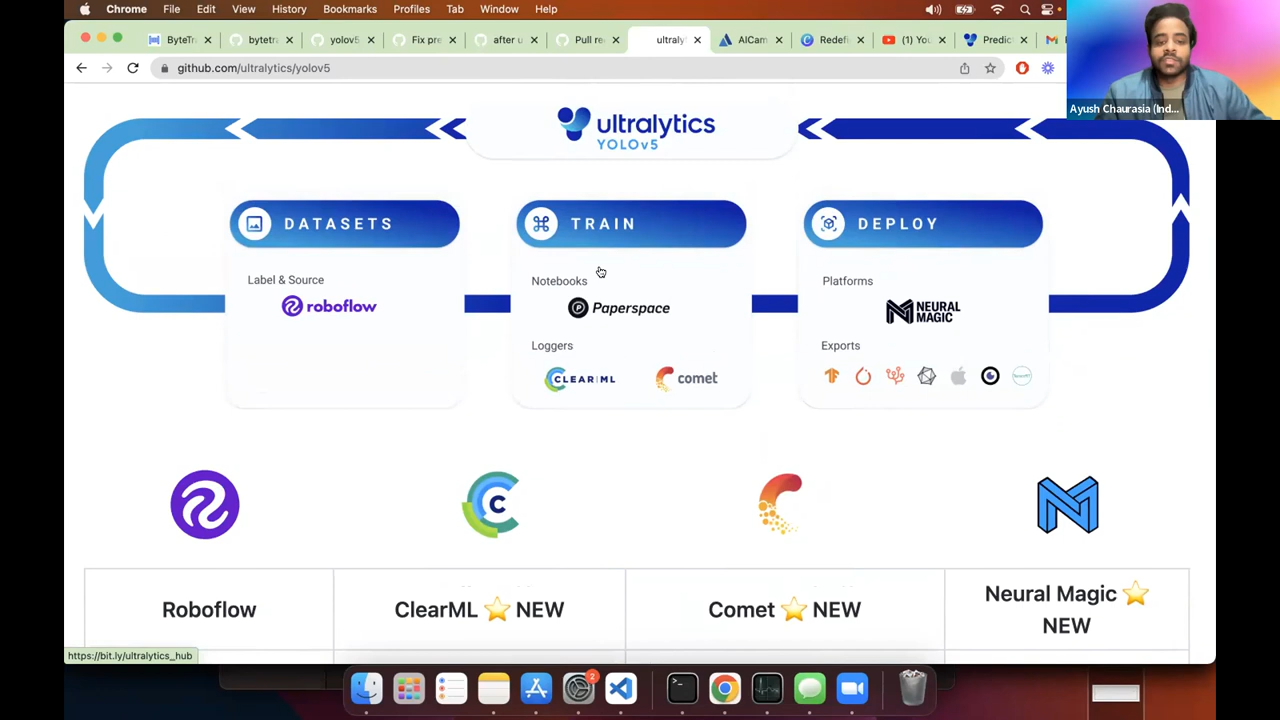 Chrome File Edit View History Bookmarks Profiles Tab Window Help
ByteTr
bytetr
yolov5
Fix pre
after u
Pull re
ultraly
AICam
Redefi
(1) You
Predic
github.com/ultralytics/yolov5
Ayush Chaurasia (Ind...
ultralytics
YOLOv5
DATASETS
TRAIN
DEPLOY
Label & Source
Notebooks
Platforms
roboflow
Paperspace
NEURAL
MAGIC
Loggers
Exports
CLEAR|ML
comet
Roboflow
ClearML ⭐ NEW
Comet ⭐ NEW
Neural Magic ⭐
NEW
https://bit.ly/ultralytics_hub
2